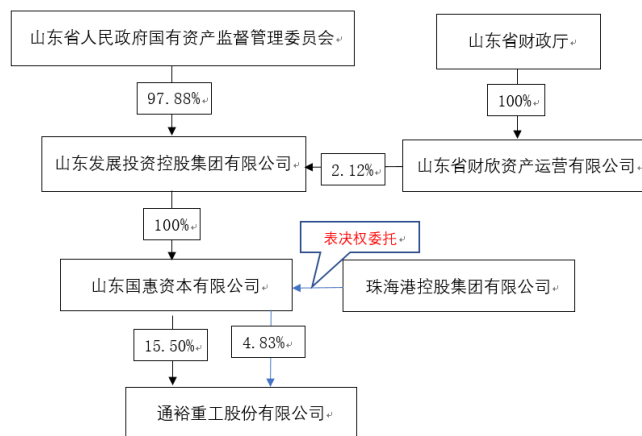 山东省人民政府国有资产监督管理委员会
山东省财政厅
97.88%
100%
山东发展投资控股集团有限公司
2.12%
山东省财欣资产运营有限公司
100%
表决权委托
山东国惠资本有限公司
珠海港控股集团有限公司
15.50%
4.83%
通裕重工股份有限公司